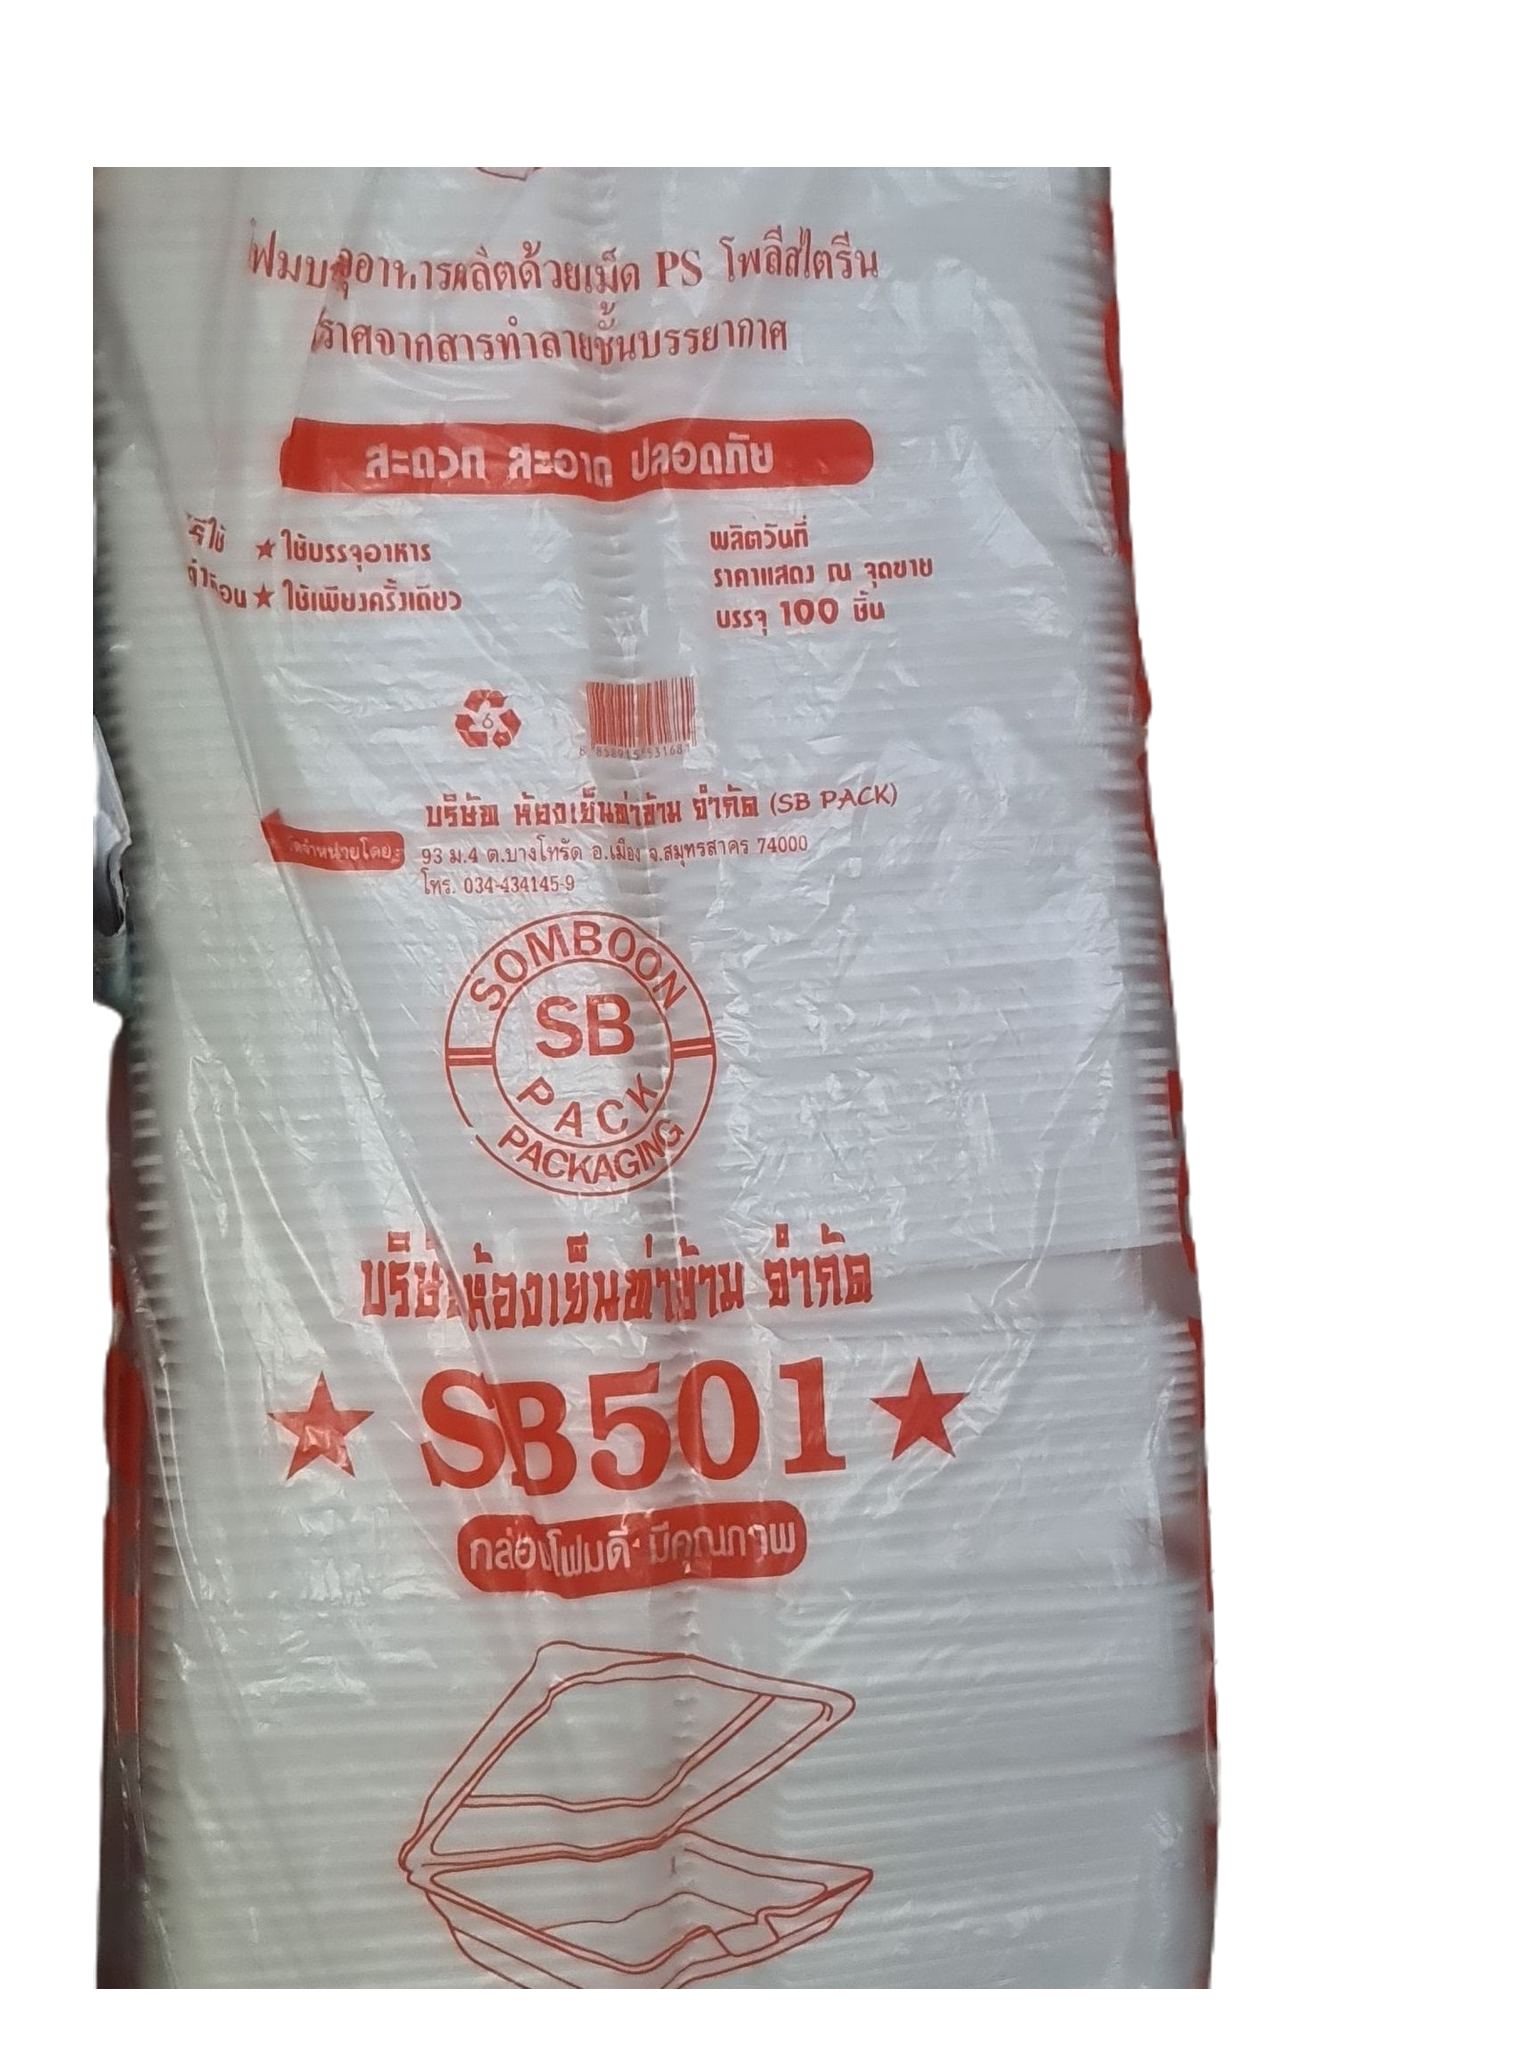 โฟมบรรจุอาหารผลิตด้วยเม็ด PS โพลีสไตรีน
ปราศจากสารทำลายชั้นบรรยากาศ
สะดวก สะอาด ปลอดภัย
วิธีใช้ ★ ใช้บรรจุอาหาร
คำเตือน ★ ใช้เพียงครั้งเดียว
ผลิตวันที่
ราคาแสดง ณ จุดขาย
บรรจุ 100 ชิ้น
6
บริษัท ห้องเย็นท่าข้าม จำกัด (SB PACK)
จัดจำหน่ายโดย:
93 ม.4 ต.บางโทรัด อ.เมือง จ.สมุทรสาคร 74000
โทร. 034-434145-9
SOMBOON
SB
PACK
PACKAGING
บริษัทห้องเย็นท่าข้าม จำกัด
★ SB501 ★
กล่องโฟมดี มีคุณภาพ